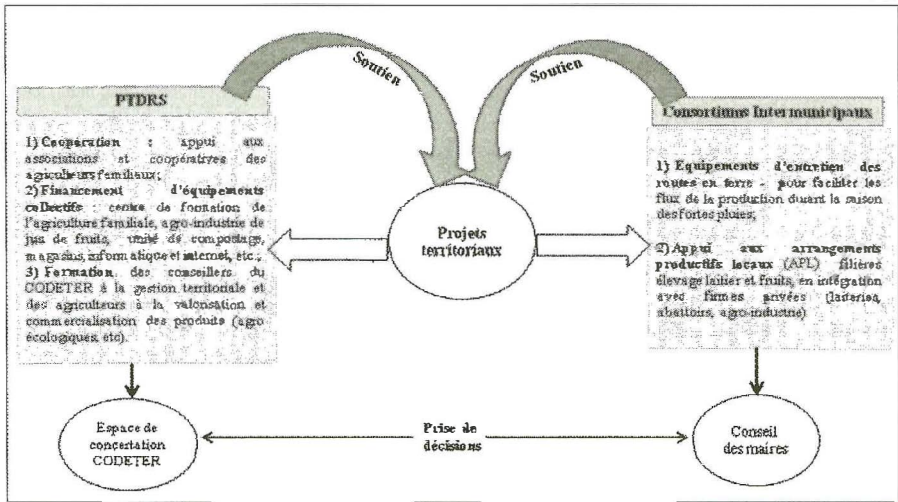 Soutien
Soutien
PTDRS
1) Coopération : appui aux
associations et coopératives des
agriculteurs familiaux;
2) Financement d'équipements
collectifs : centre de formation de
l'agriculture familiale, agro-industrie de
jus de fruits, unité de compostage,
magasins, informatique et internet, etc.;
3) Formation des conseillers du
CODETER à la gestion territoriale et
des agriculteurs à la valorisation et
commercialisation des produits (agro
écologiques, etc).
Projets
territoriaux
Consortiums Intermunicipaux
1) Equipements d'entretien des
routes en terre - pour faciliter les
flux de la production durant la saison
des fortes pluies;
2) Appui aux arrangements
productifs locaux (APL) filières
élevage laitier et fruits, en intégration
avec firmes privées (laiteries,
abattoirs, agro-industrie)
Espace de
concertation
CODETER
Prise de
décisions
Conseil
des maires